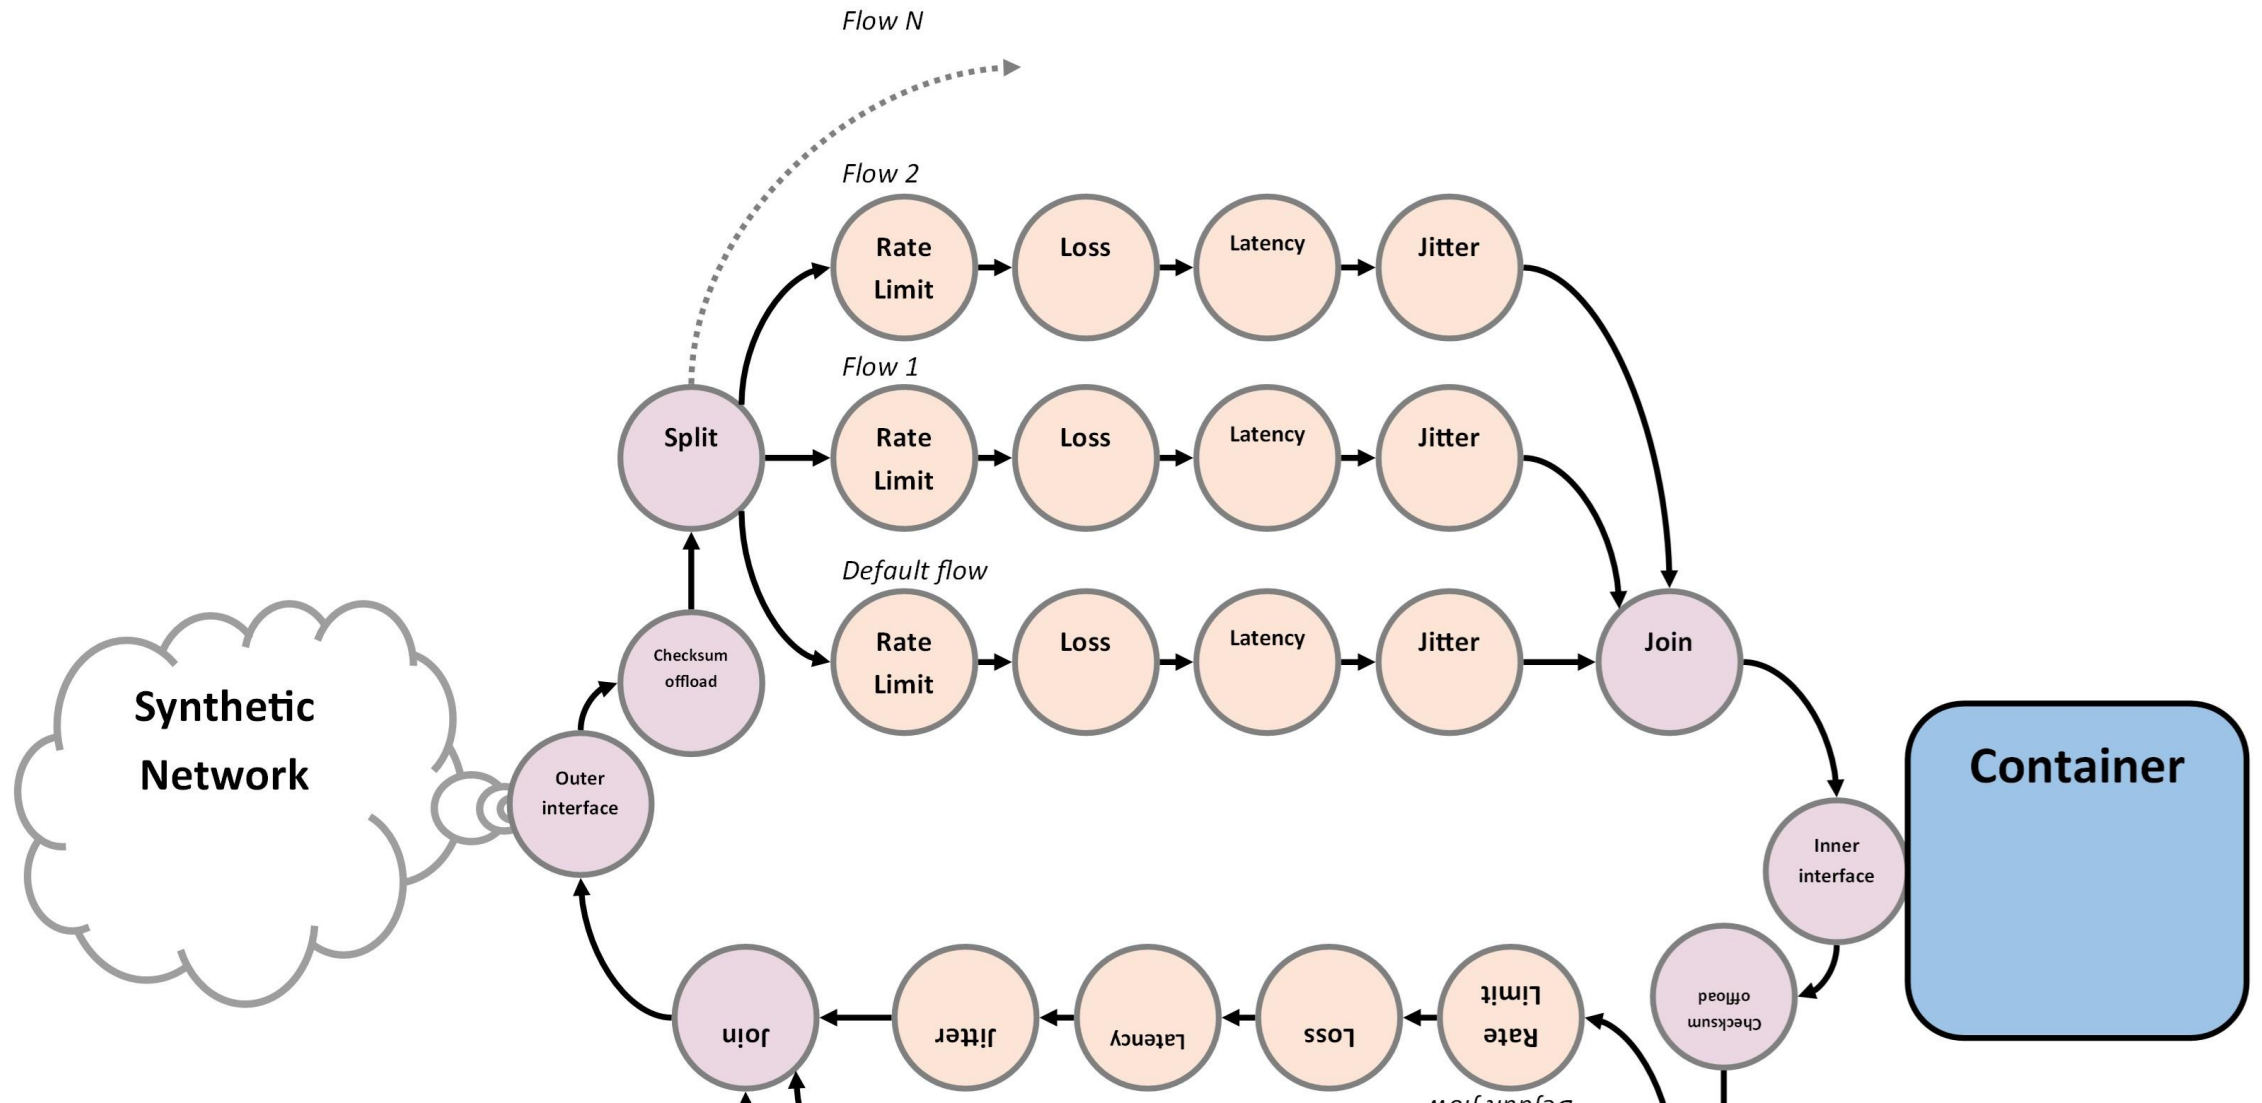 Flow N
Flow 2
Rate
Limit
Loss
Latency
Jitter
Flow 1
Split
Rate
Limit
Loss
Latency
Jitter
Default flow
Checksum
offload
Rate
Limit
Loss
Latency
Jitter
Join
Synthetic
Network
Outer
interface
Container
Inner
interface
Checksum
offload
Rate
Limit
Loss
Latency
Jitter
Join
Default flow